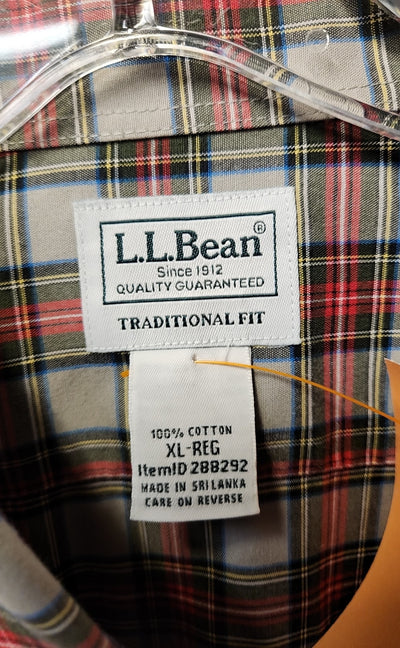 L.L.Bean®
Since 1912
QUALITY GUARANTEED
TRADITIONAL FIT
100% COTTON
XL-REG
ItemID 288292
MADE IN SRI LANKA
CARE ON REVERSE